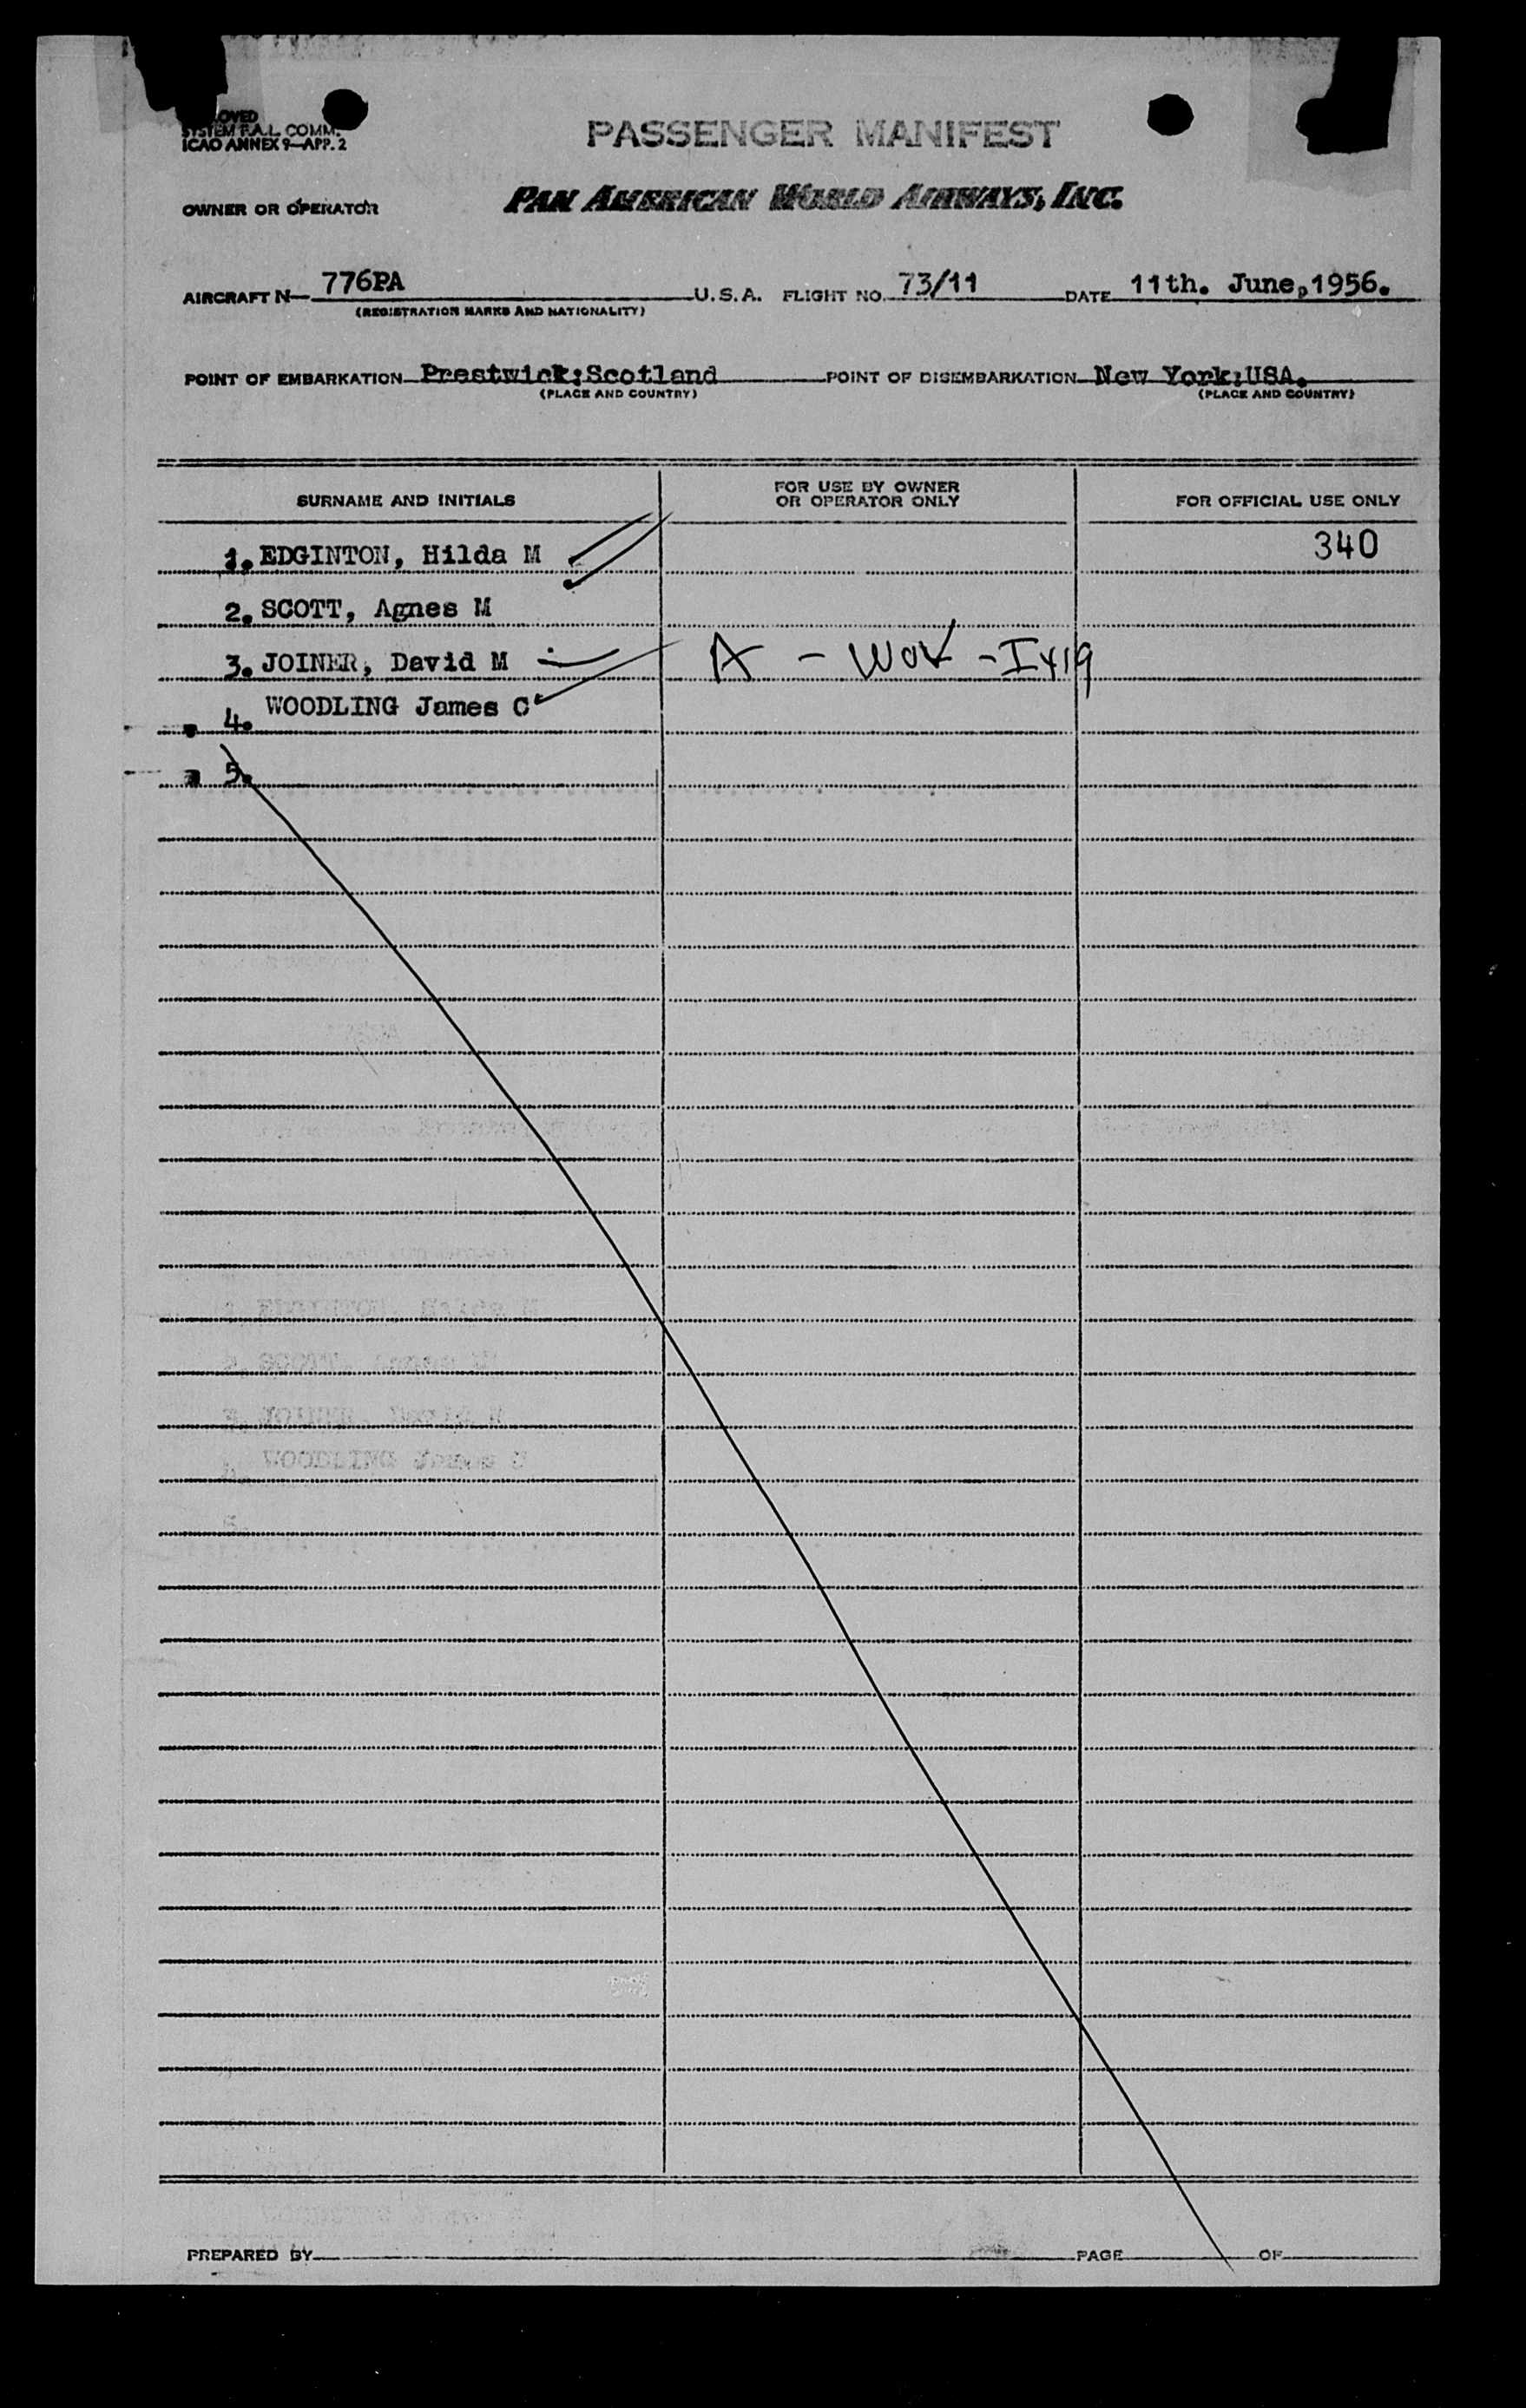 OVED
SYSTEM F.A.L. COMM.
ICAO ANNEX 9—APP. 2
PASSENGER MANIFEST
OWNER OR OPERATOR PAN AMERICAN WORLD AIRWAYS, INC.
AIRCRAFT N— 776PA U.S.A. FLIGHT NO. 73/11 DATE 11th. June,1956.
(REGISTRATION MARKS AND NATIONALITY)
POINT OF EMBARKATION Prestwick;Scotland POINT OF DISEMBARKATION New York;USA.
(PLACE AND COUNTRY) (PLACE AND COUNTRY)
SURNAME AND INITIALS FOR USE BY OWNER OR OPERATOR ONLY FOR OFFICIAL USE ONLY
1. EDGINTON, Hilda M 340
2. SCOTT, Agnes M
3. JOINER, David M A -
4. WOODLING James C
5.
PREPARED BY PAGE OF